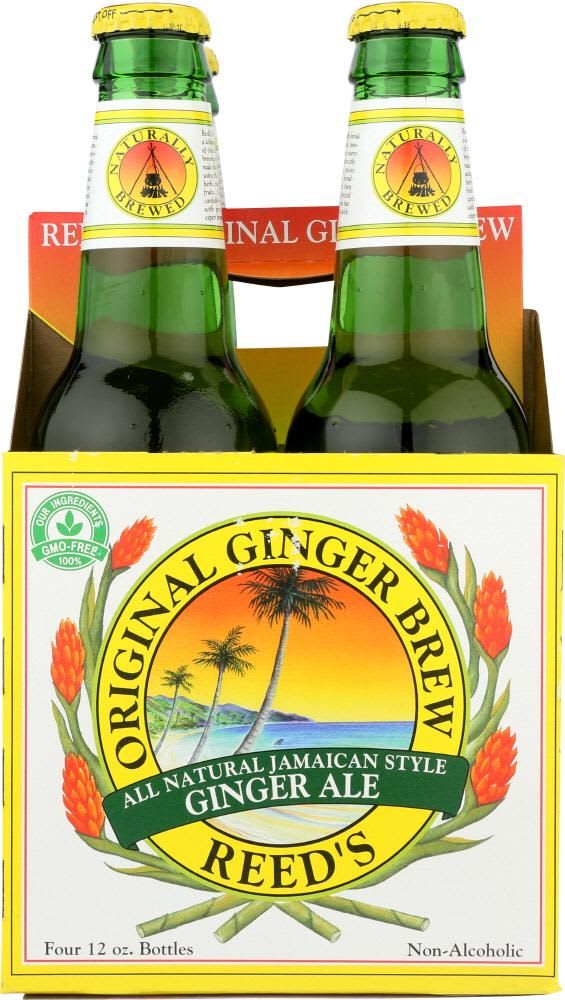 NATURALLY
BREWED
NATURALLY
BREWED
INAL GI
EW
OUR INGREDIENTS
GMO-FREE
100%
ORIGINAL GINGER BREW
ALL NATURAL JAMAICAN STYLE
GINGER ALE
REED'S
Four 12 oz. Bottles
Non-Alcoholic